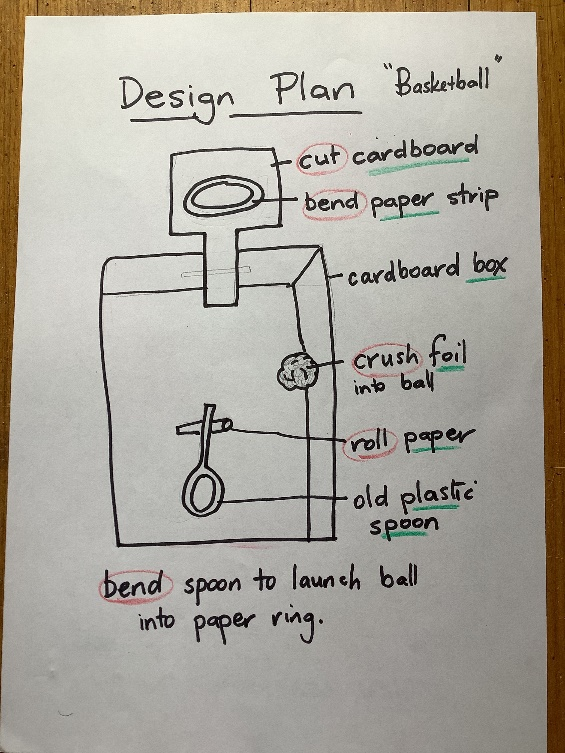 Design Plan "Basketball"
cut cardboard
bend paper strip
cardboard box
crush foil
into ball
roll paper
old plastic
spoon
bend spoon to launch ball
into paper ring.